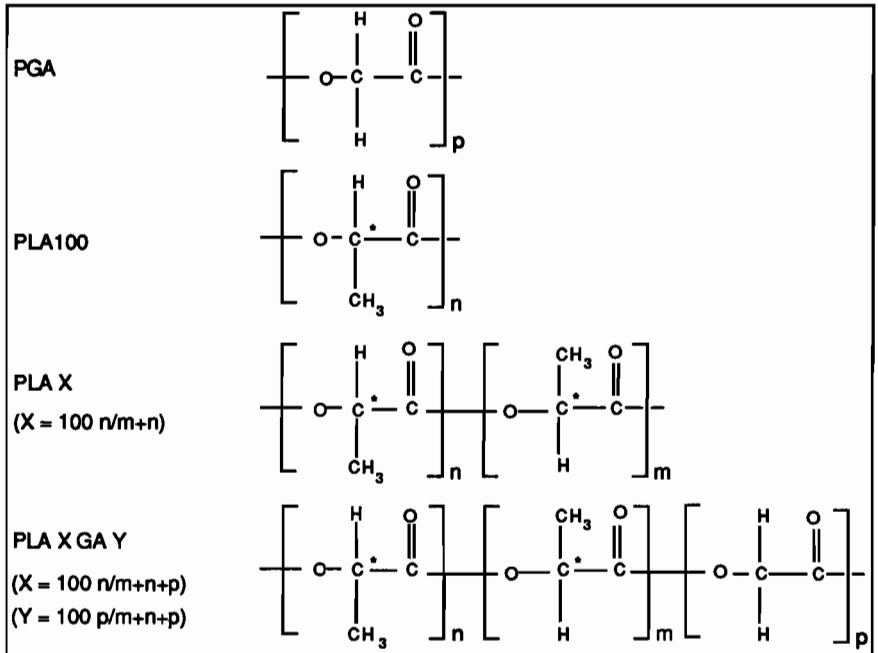 PGA
H O
O C C
H
p
PLA100
H O
O C * C
CH3
n
PLA X
(X = 100 n/m+n)
H O CH3 O
O C * C O C * C
CH3 H
n m
PLA X GA Y
(X = 100 n/m+n+p)
(Y = 100 p/m+n+p)
H O CH3 O H O
O C * C O C * C O C C
CH3 H H
n m p